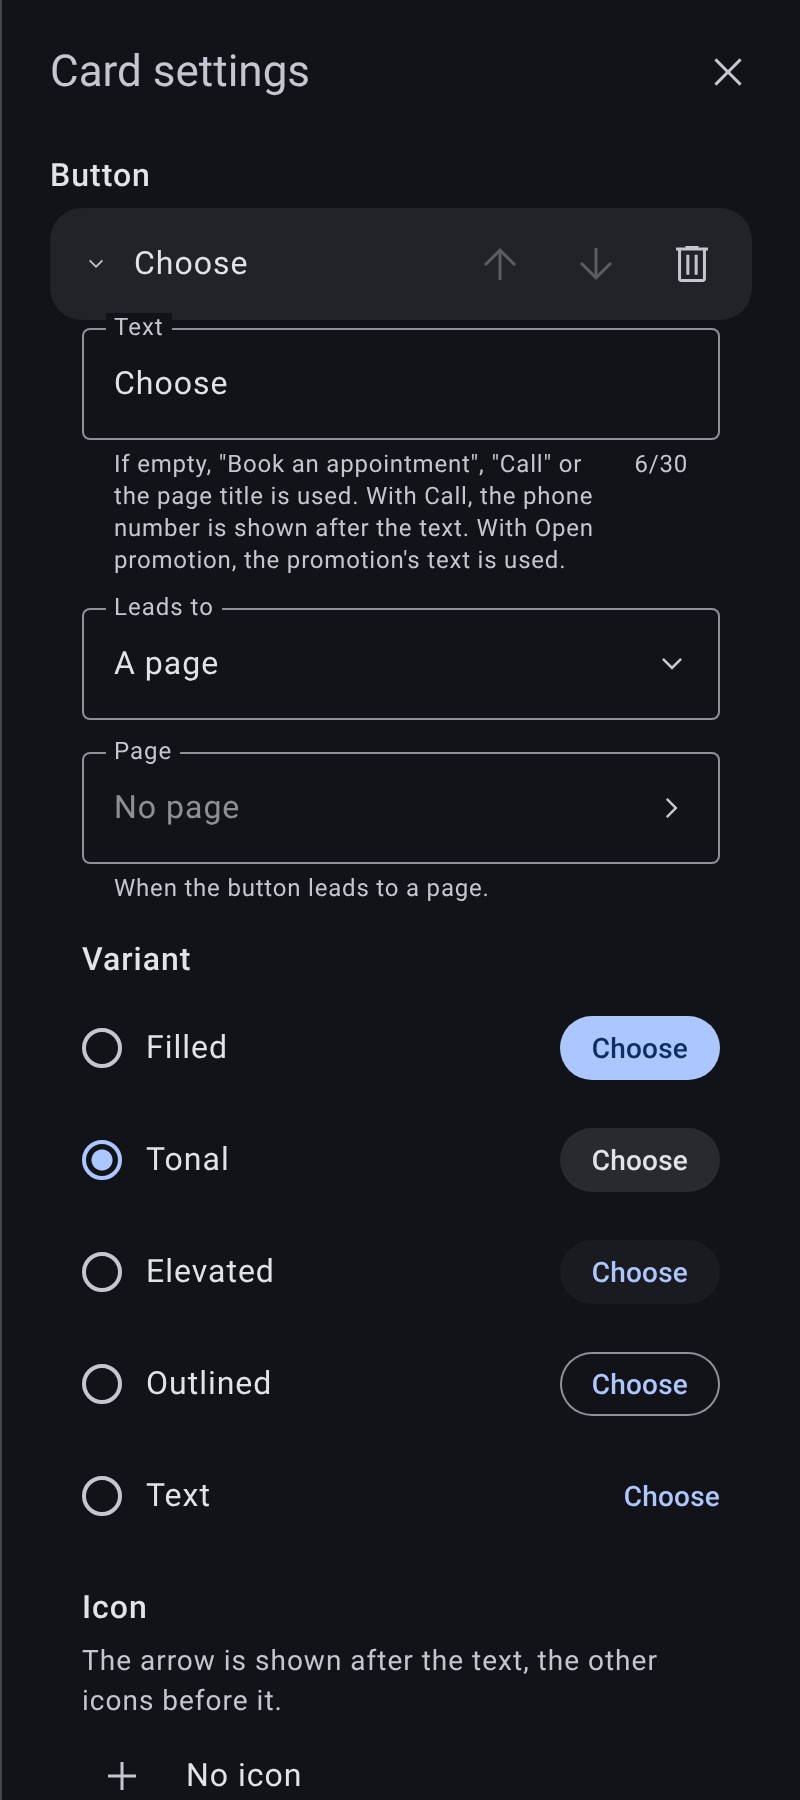 Card settings
Button
Choose
Text
Choose
If empty, "Book an appointment", "Call" or
the page title is used. With Call, the phone
number is shown after the text. With Open
promotion, the promotion's text is used.
6/30
Leads to
A page
Page
No page
When the button leads to a page.
Variant
Filled
Choose
Tonal
Choose
Elevated
Choose
Outlined
Choose
Text
Choose
Icon
The arrow is shown after the text, the other
icons before it.
No icon